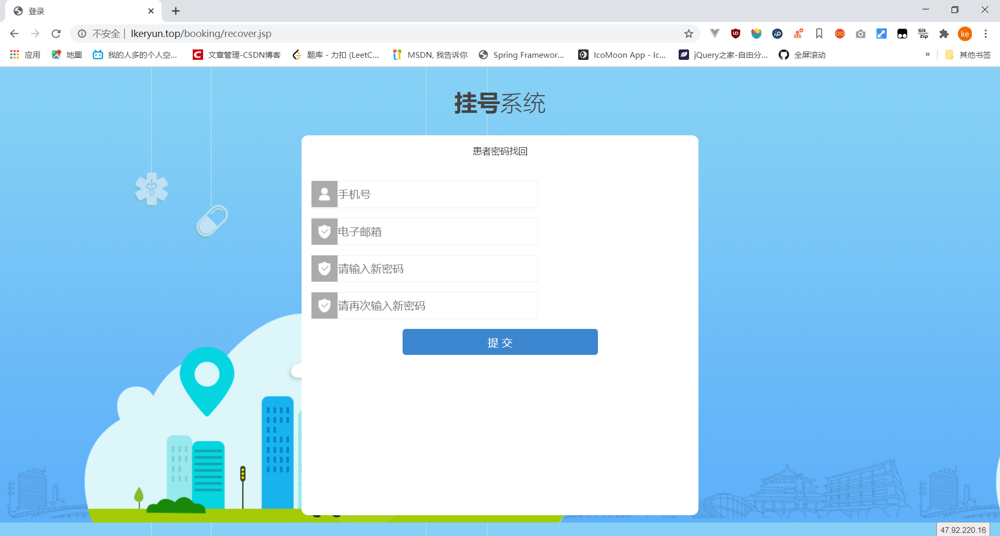 登录
不安全 | lkeryun.top/booking/recover.jsp
Git Zip
ke
应用
地圖
我的人多的个人空...
文章管理-CSDN博客
题库 - 力扣 (LeetC...
MSDN, 我告诉你
Spring Framewor...
IcoMoon App - Ic...
jQuery之家-自由分...
全屏滚动
»
其他书签
挂号系统
患者密码找回
手机号
电子邮箱
请输入新密码
请再次输入新密码
提 交
47.92.220.16